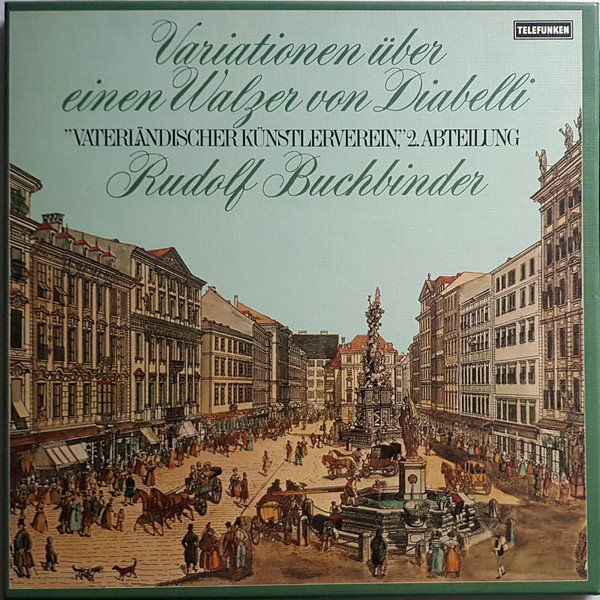 TELEFUNKEN
Variationen über
einen Walzer von Diabelli
"VATERLÄNDISCHER KÜNSTLERVEREIN," 2. ABTEILUNG
Rudolf Buchbinder